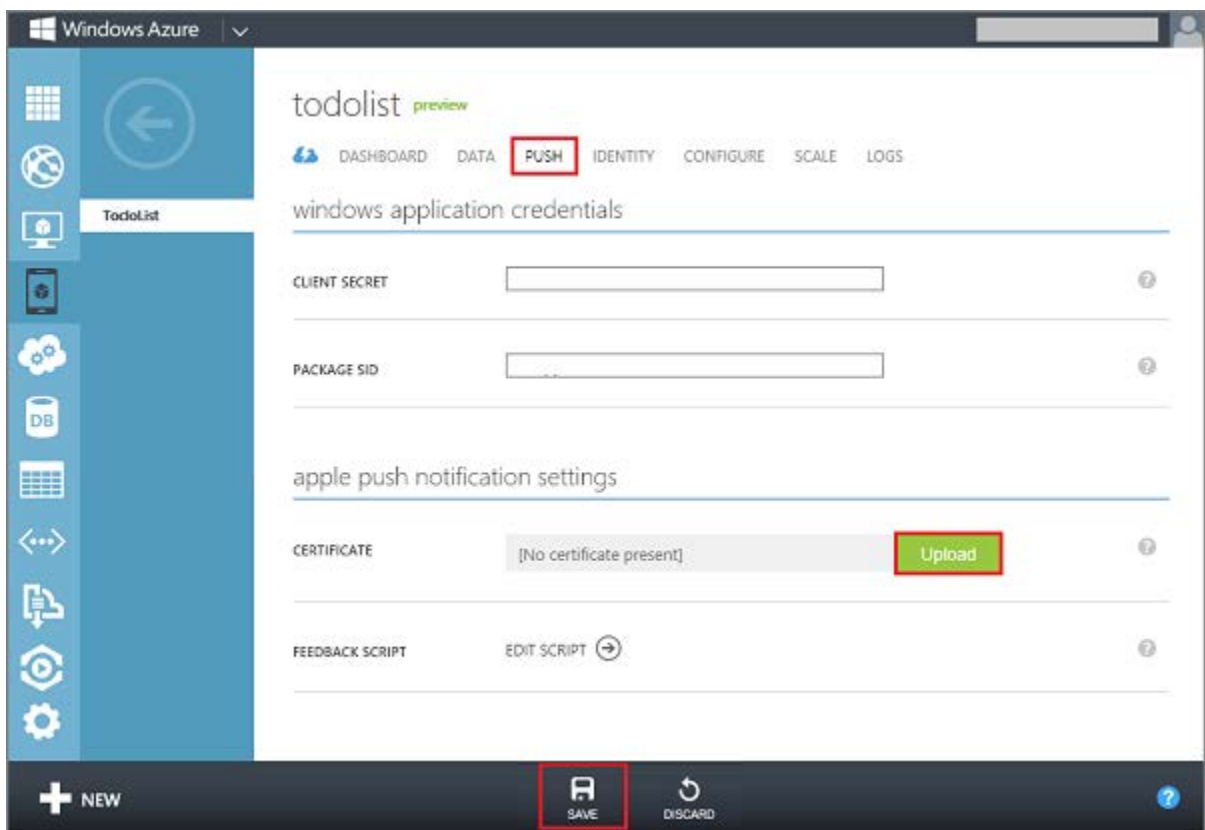 Windows Azure
todolist preview
DASHBOARD DATA PUSH IDENTITY CONFIGURE SCALE LOGS
TodoList
windows application credentials
CLIENT SECRET
?
PACKAGE SID
?
DB
apple push notification settings
CERTIFICATE [No certificate present] Upload ?
FEEDBACK SCRIPT EDIT SCRIPT ?
NEW SAVE DISCARD ?